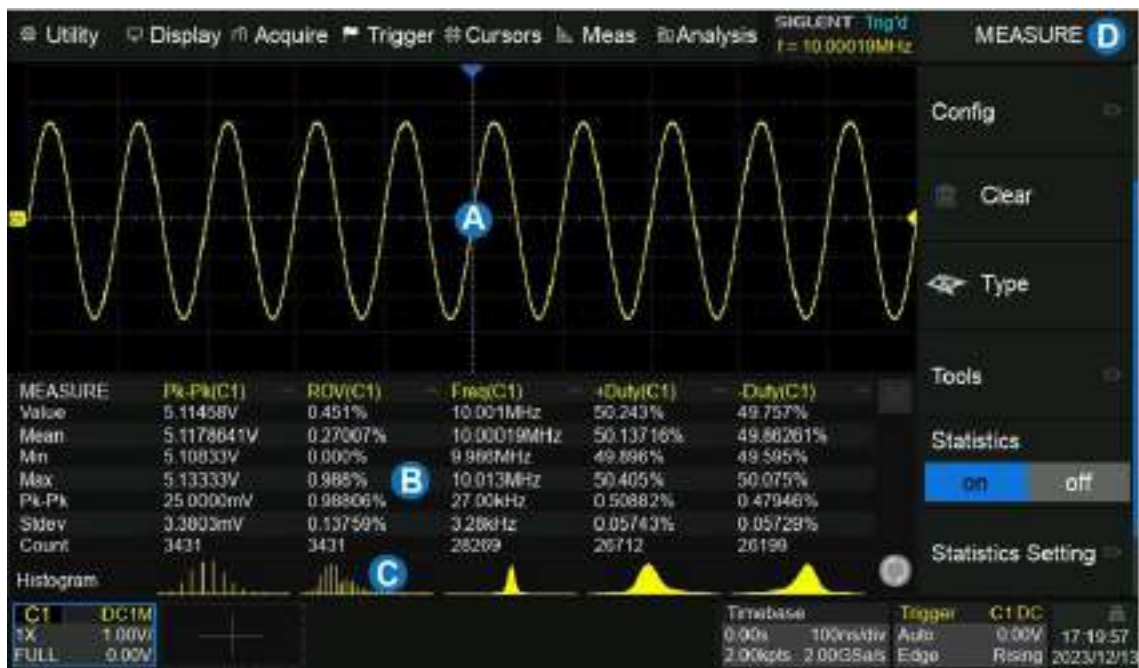 Utility Display Acquire Trigger Cursors Meas Analysis SIGLENT Trig'd MEASURE D
f = 10.00019MHz
Config
Clear
A
Type
Tools
MEASURE Pk-Pk(C1) ROV(C1) Freq(C1) +Duty(C1) -Duty(C1)
Value 5.11458V 0.451% 10.001MHz 50.243% 49.757%
Mean 5.1178641V 0.27007% 10.00019MHz 50.13716% 49.86261%
Min 5.10833V 0.000% 9.986MHz 49.896% 49.595%
Max 5.13333V 0.988% 10.013MHz 50.405% 50.075%
B
Pk-Pk 25.0000mV 0.98806% 27.00kHz 0.50882% 0.47946%
Stdev 3.3803mV 0.13759% 3.28kHz 0.05743% 0.05729%
Count 3431 3431 28269 26712 26199
Histogram
C
Statistics
on off
Statistics Setting
C1 DC1M
1X 1.00V/
FULL 0.00V
Timebase
0.00s 100ns/div
2.00kpts 2.00GSa/s
Trigger C1 DC
Auto 0.00V
Edge Rising
17:19:57
2023/12/13